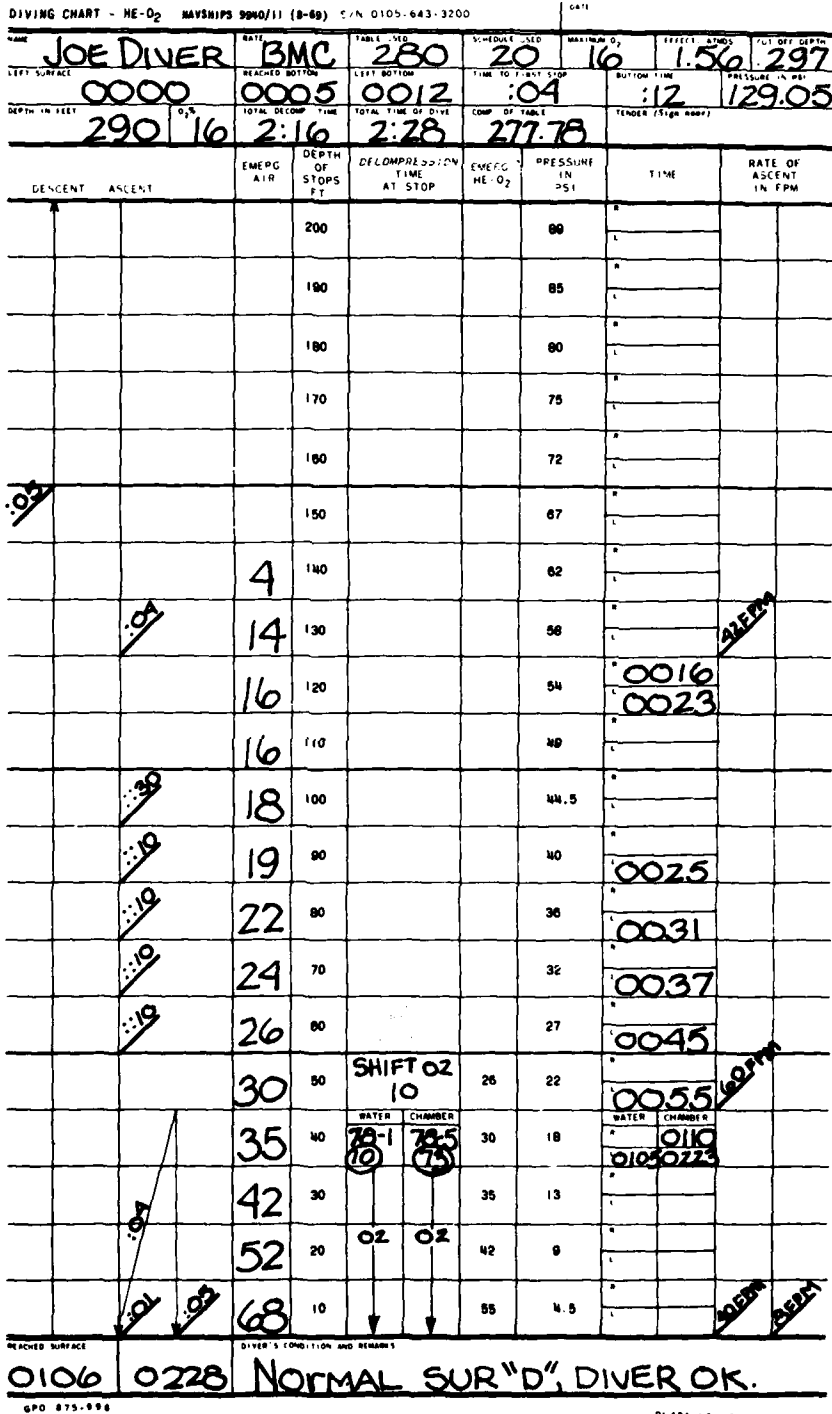 DIVING CHART - HE-O2 NAVSHIPS 9940/11 (8-69) S/N 0105-643-3200 DATE
NAME RATE TABLE USED SCHEDULE USED MAXIMUM O2 EFFECT. ATMOS CUT OFF DEPTH
JOE DIVER BMC 280 20 16 1.56 297
LEFT SURFACE REACHED BOTTOM LEFT BOTTOM TIME TO FIRST STOP BOTTOM TIME PRESSURE IN PSI
0000 0005 0012 :04 :12 129.05
DEPTH IN FEET O2% TOTAL DECOMP TIME TOTAL TIME OF DIVE COMP. OF TABLE TENDER (Sign name)
290 16 2:16 2:28 277.78
DESCENT ASCENT EMERG AIR DEPTH OF STOPS FT DECOMPRESSION TIME AT STOP EMERG HE-O2 PRESSURE IN PSI TIME RATE OF ASCENT IN FPM
200 89 R L
190 85 R L
180 80 R L
170 75 R L
160 72 R L
:05
150 67 R L
4 140 62 R L
:04 14 130 58 R L 42FPM
16 120 54 R 0016
L 0023
16 110 49 R L
::30 18 100 44.5 R L
::10 19 90 40 R L 0025
::10 22 80 36 R L 0031
::10 24 70 32 R L 0037
::10 26 60 27 R L 0045
30 50 SHIFT O2 10 26 22 R L 0055 60FPM
WATER CHAMBER WATER CHAMBER
35 40 78-1 78-5 30 18 R 0110
10 73 L 0105 0223
:04 42 30 35 13 R L
52 20 O2 O2 42 9 R L
:01 :05 68 10 55 4.5 R L 40FPM 8FPM
REACHED SURFACE DIVER'S CONDITION AND REMARKS
0106 0228 NORMAL SUR "D", DIVER OK.
GPO 875-998